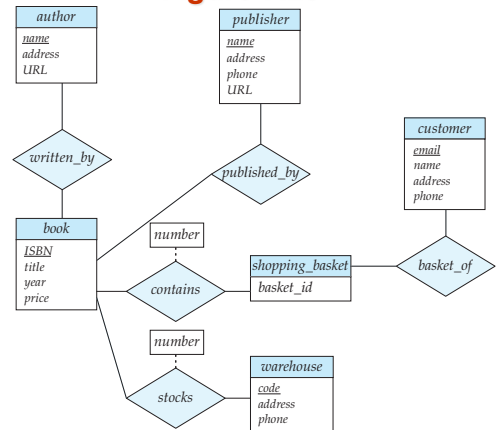 author
name
address
URL
publisher
name
address
phone
URL
customer
email
name
address
phone
written_by
published_by
basket_of
book
ISBN
title
year
price
number
contains
shopping_basket
basket_id
number
stocks
warehouse
code
address
phone